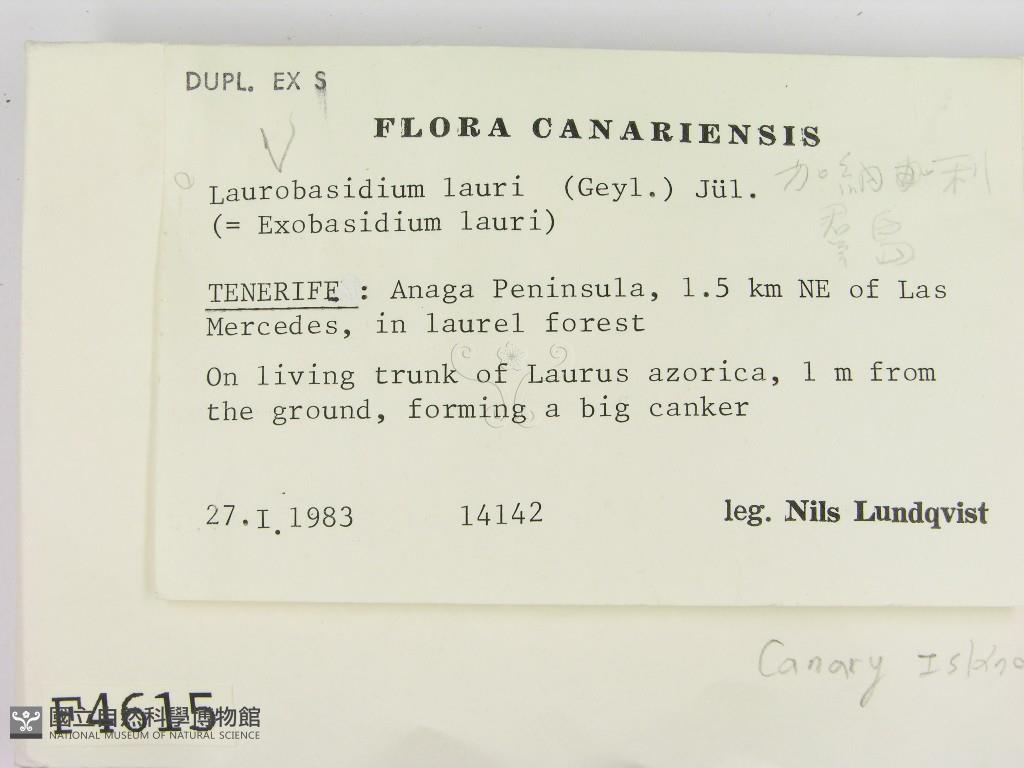 DUPL. EX S
FLORA CANARIENSIS
Laurobasidium lauri (Geyl.) Jül.
(= Exobasidium lauri)
加納利
群島
TENERIFE : Anaga Peninsula, 1.5 km NE of Las
Mercedes, in laurel forest
On living trunk of Laurus azorica, 1 m from
the ground, forming a big canker
27.I.1983 14142 leg. Nils Lundqvist
Canary
F4615
國立自然科學博物館
NATIONAL MUSEUM OF NATURAL SCIENCE